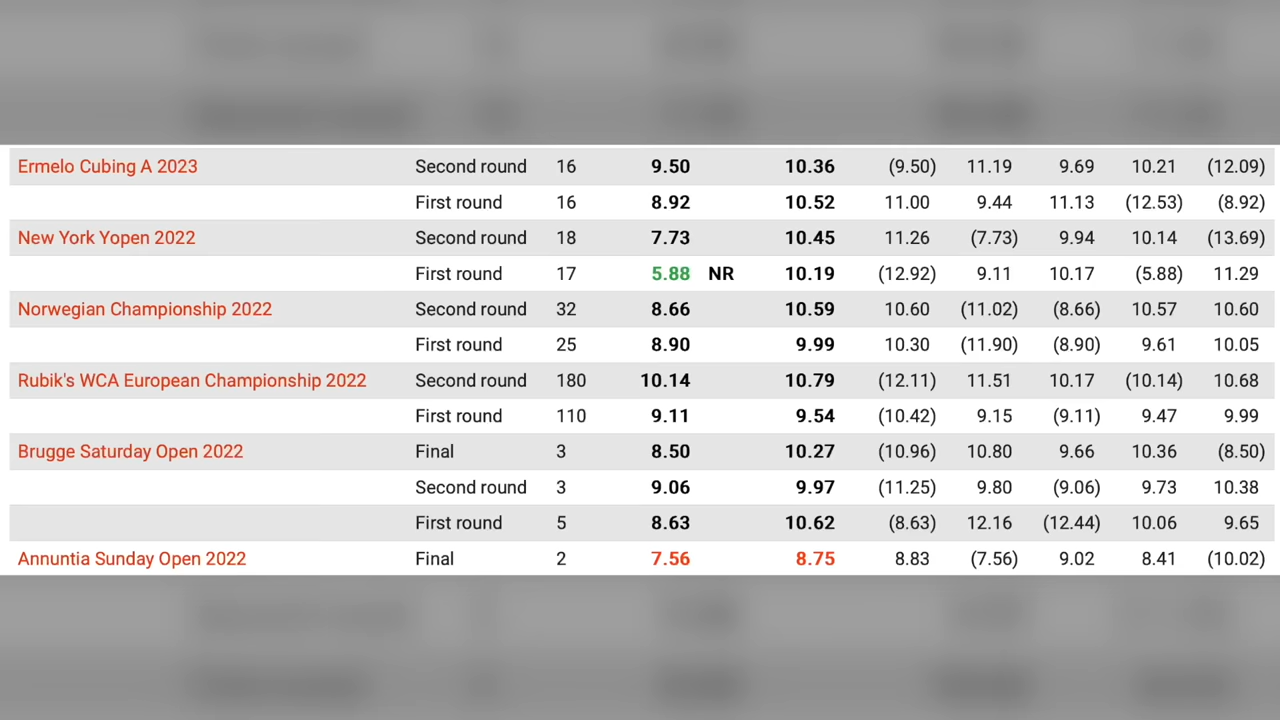 Ermelo Cubing A 2023 Second round 16 9.50 10.36 (9.50) 11.19 9.69 10.21 (12.09)
First round 16 8.92 10.52 11.00 9.44 11.13 (12.53) (8.92)
New York Yopen 2022 Second round 18 7.73 10.45 11.26 (7.73) 9.94 10.14 (13.69)
First round 17 5.88 NR 10.19 (12.92) 9.11 10.17 (5.88) 11.29
Norwegian Championship 2022 Second round 32 8.66 10.59 10.60 (11.02) (8.66) 10.57 10.60
First round 25 8.90 9.99 10.30 (11.90) (8.90) 9.61 10.05
Rubik's WCA European Championship 2022 Second round 180 10.14 10.79 (12.11) 11.51 10.17 (10.14) 10.68
First round 110 9.11 9.54 (10.42) 9.15 (9.11) 9.47 9.99
Brugge Saturday Open 2022 Final 3 8.50 10.27 (10.96) 10.80 9.66 10.36 (8.50)
Second round 3 9.06 9.97 (11.25) 9.80 (9.06) 9.73 10.38
First round 5 8.63 10.62 (8.63) 12.16 (12.44) 10.06 9.65
Annuntia Sunday Open 2022 Final 2 7.56 8.75 8.83 (7.56) 9.02 8.41 (10.02)